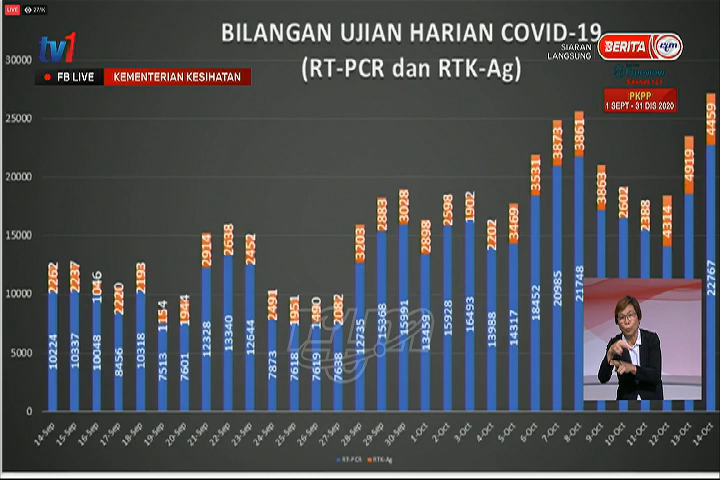 LIVE 27.1K
BILANGAN UJIAN HARIAN COVID-19
(RT-PCR dan RTK-Ag)
tv1
SIARAN
LANGSUNG
BERITA
FB LIVE KEMENTERIAN KESIHATAN
PKPP
1 SEPT - 31 DIS 2020
30000
25000
20000
15000
10000
5000
0
2262 2237 1046 2220 2193 1154 1944 2914 2638 2452 2491 1951 1490 2082 3203 2883 3028 2898 2598 1902 2202 3469 3531 3873 3861 3863 2602 2388 4314 4919 4459
10224 10337 10048 8456 10318 7513 7601 12328 13340 12644 7873 7618 7619 7638 12735 15991 13459 15928 16493 13988 14317 18452 20985 21748 22767
14-Sep 15-Sep 16-Sep 17-Sep 18-Sep 19-Sep 20-Sep 21-Sep 22-Sep 23-Sep 24-Sep 25-Sep 26-Sep 27-Sep 28-Sep 29-Sep 30-Sep 1-Oct 2-Oct 3-Oct 4-Oct 5-Oct 6-Oct 7-Oct 8-Oct 9-Oct 10-Oct 11-Oct 12-Oct 13-Oct 14-Oct
RT-PCR RTK-Ag